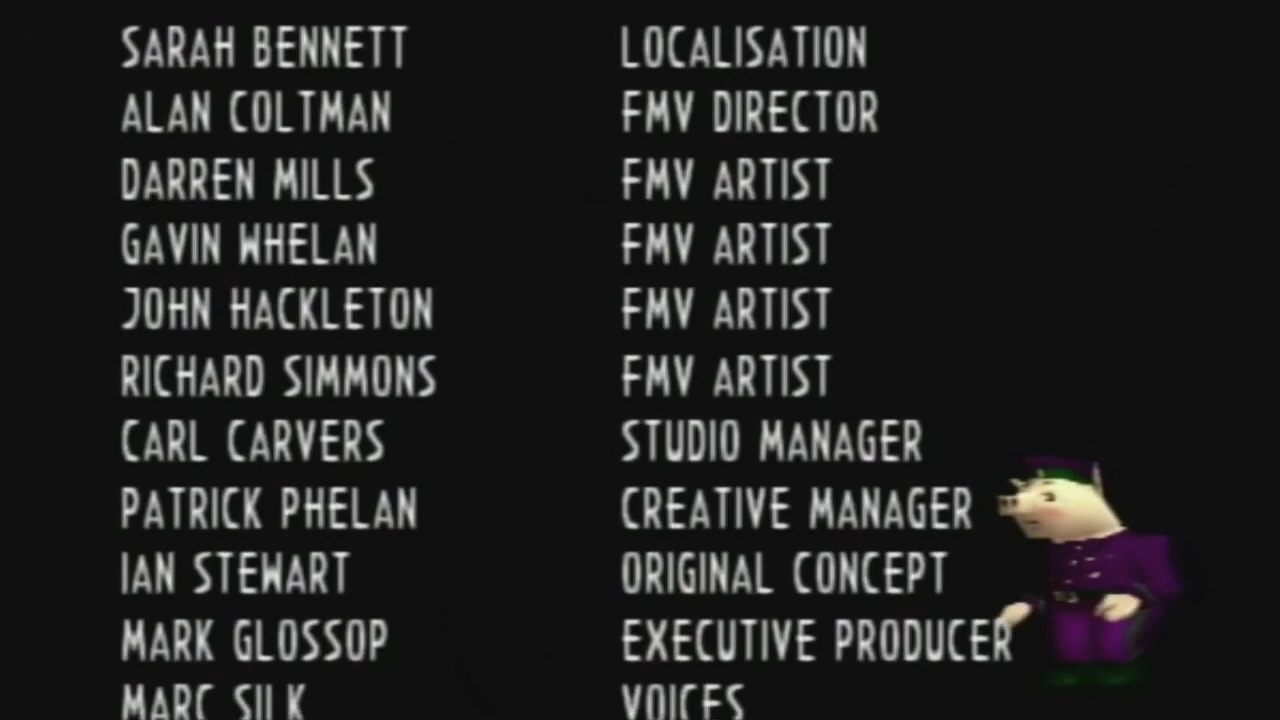 SARAH BENNETT LOCALISATION
ALAN COLTMAN FMV DIRECTOR
DARREN MILLS FMV ARTIST
GAVIN WHELAN FMV ARTIST
JOHN HACKLETON FMV ARTIST
RICHARD SIMMONS FMV ARTIST
CARL CARVERS STUDIO MANAGER
PATRICK PHELAN CREATIVE MANAGER
IAN STEWART ORIGINAL CONCEPT
MARK GLOSSOP EXECUTIVE PRODUCER
MARC SILK VOICES